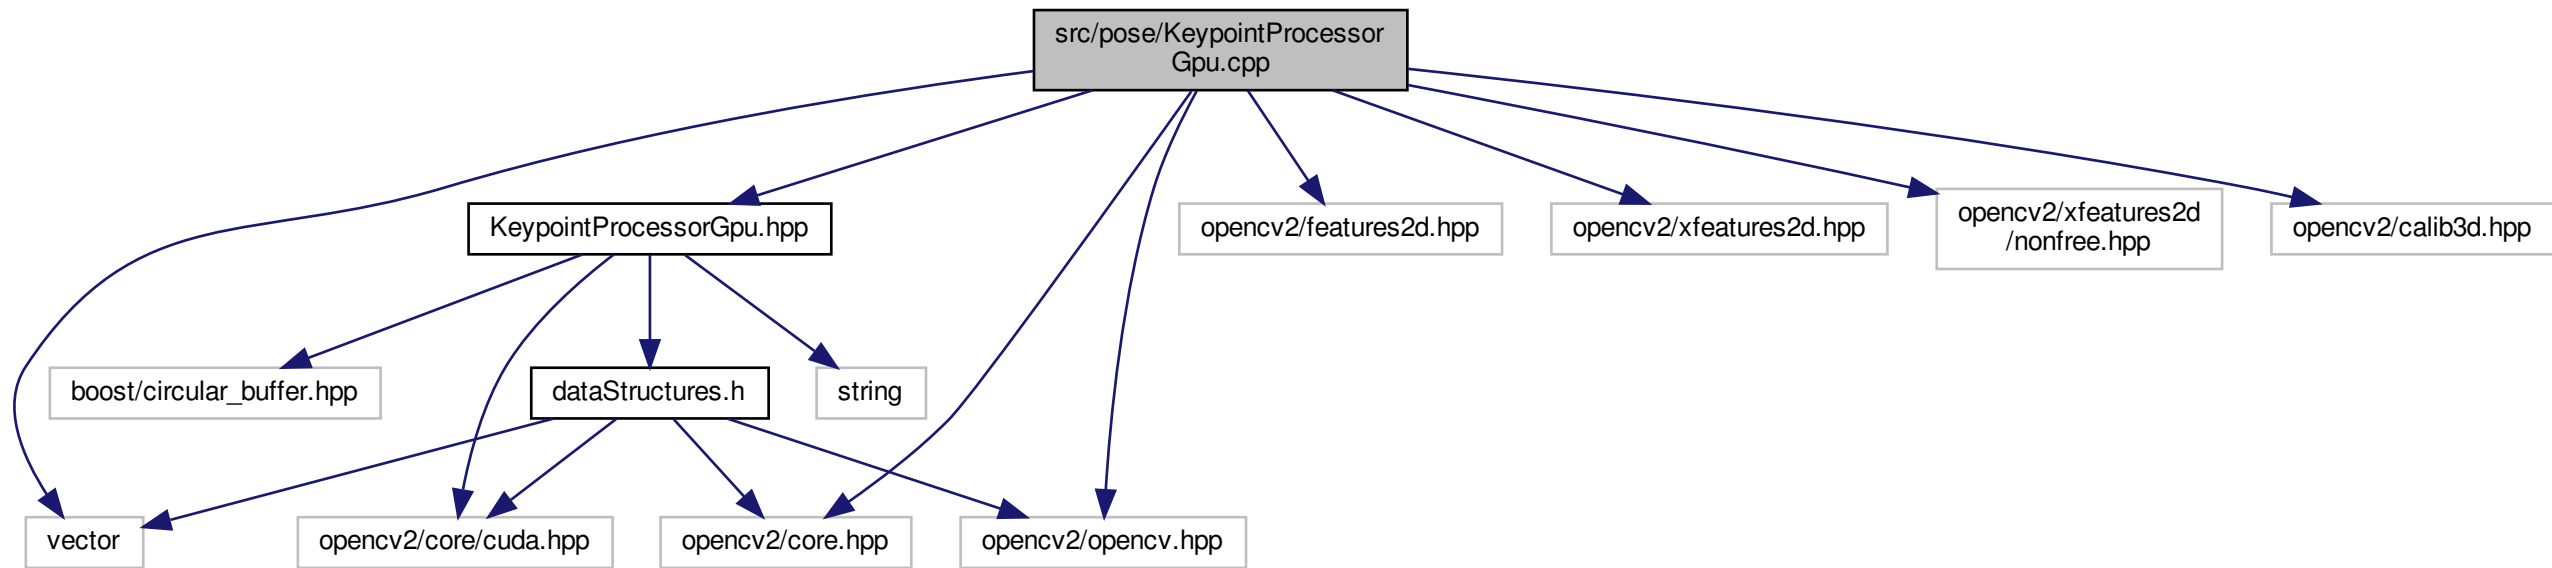 src/pose/KeypointProcessor
Gpu.cpp
KeypointProcessorGpu.hpp
opencv2/features2d.hpp
opencv2/xfeatures2d.hpp
opencv2/xfeatures2d
/nonfree.hpp
opencv2/calib3d.hpp
boost/circular_buffer.hpp
dataStructures.h
string
vector
opencv2/core/cuda.hpp
opencv2/core.hpp
opencv2/opencv.hpp